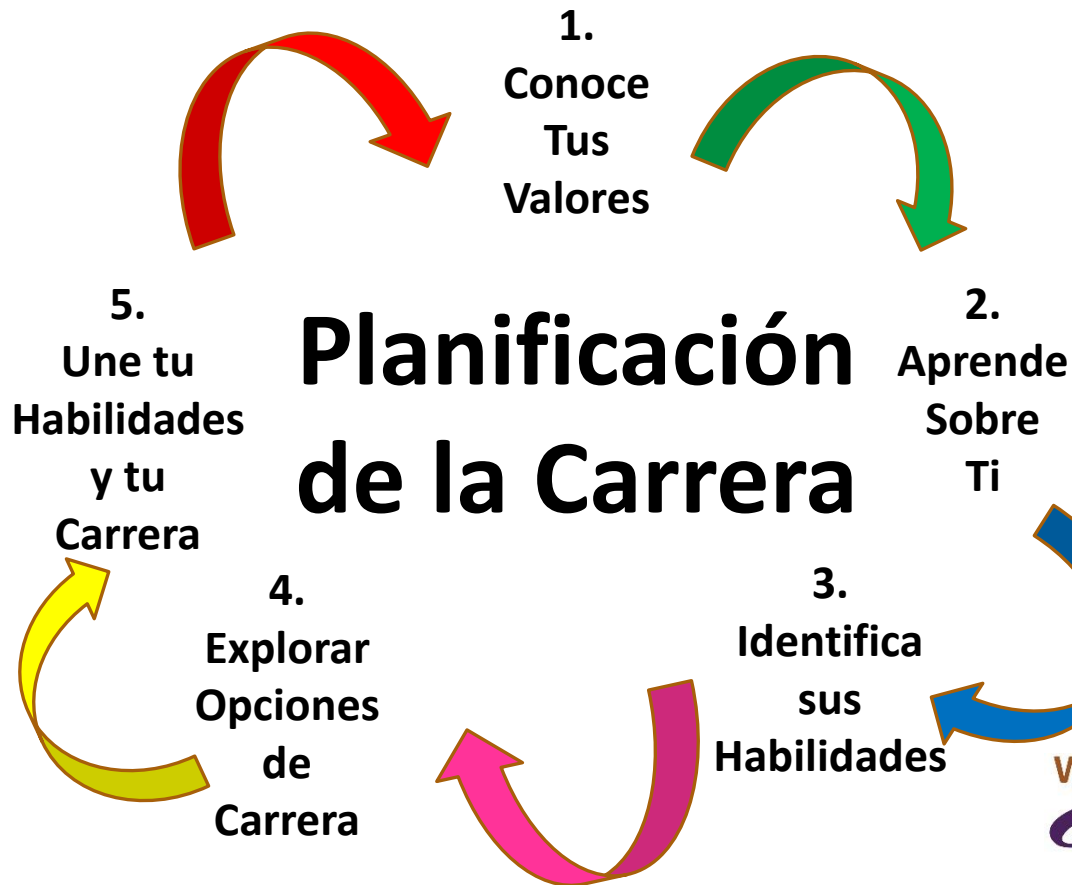 Planificación
de la Carrera
1.
Conoce
Tus
Valores
2.
Aprende
Sobre
Ti
3.
Identifica
sus
Habilidades
4.
Explorar
Opciones
de
Carrera
5.
Une tu
Habilidades
y tu
Carrera